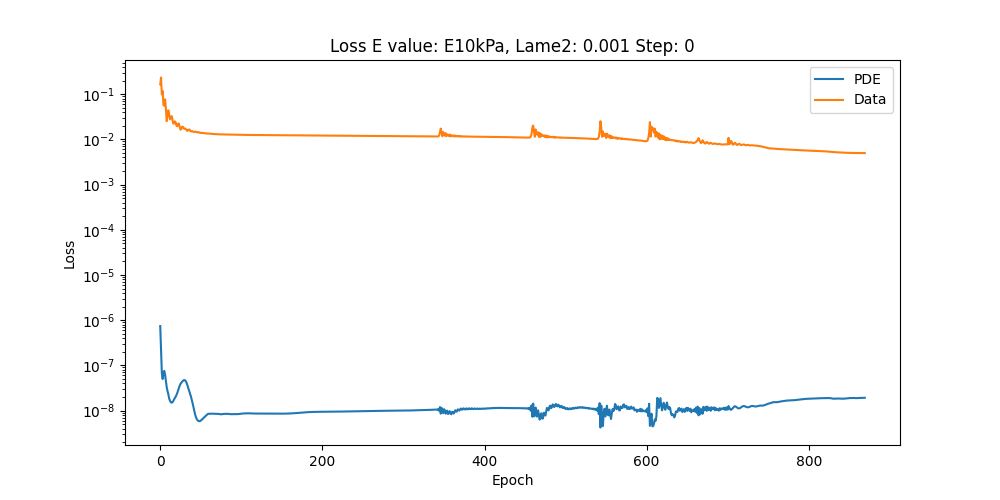 Loss E value: E10kPa, Lame2: 0.001 Step: 0
PDE
Data
10⁻¹
10⁻²
10⁻³
10⁻⁴
10⁻⁵
10⁻⁶
10⁻⁷
10⁻⁸
Loss
0 200 400 600 800
Epoch